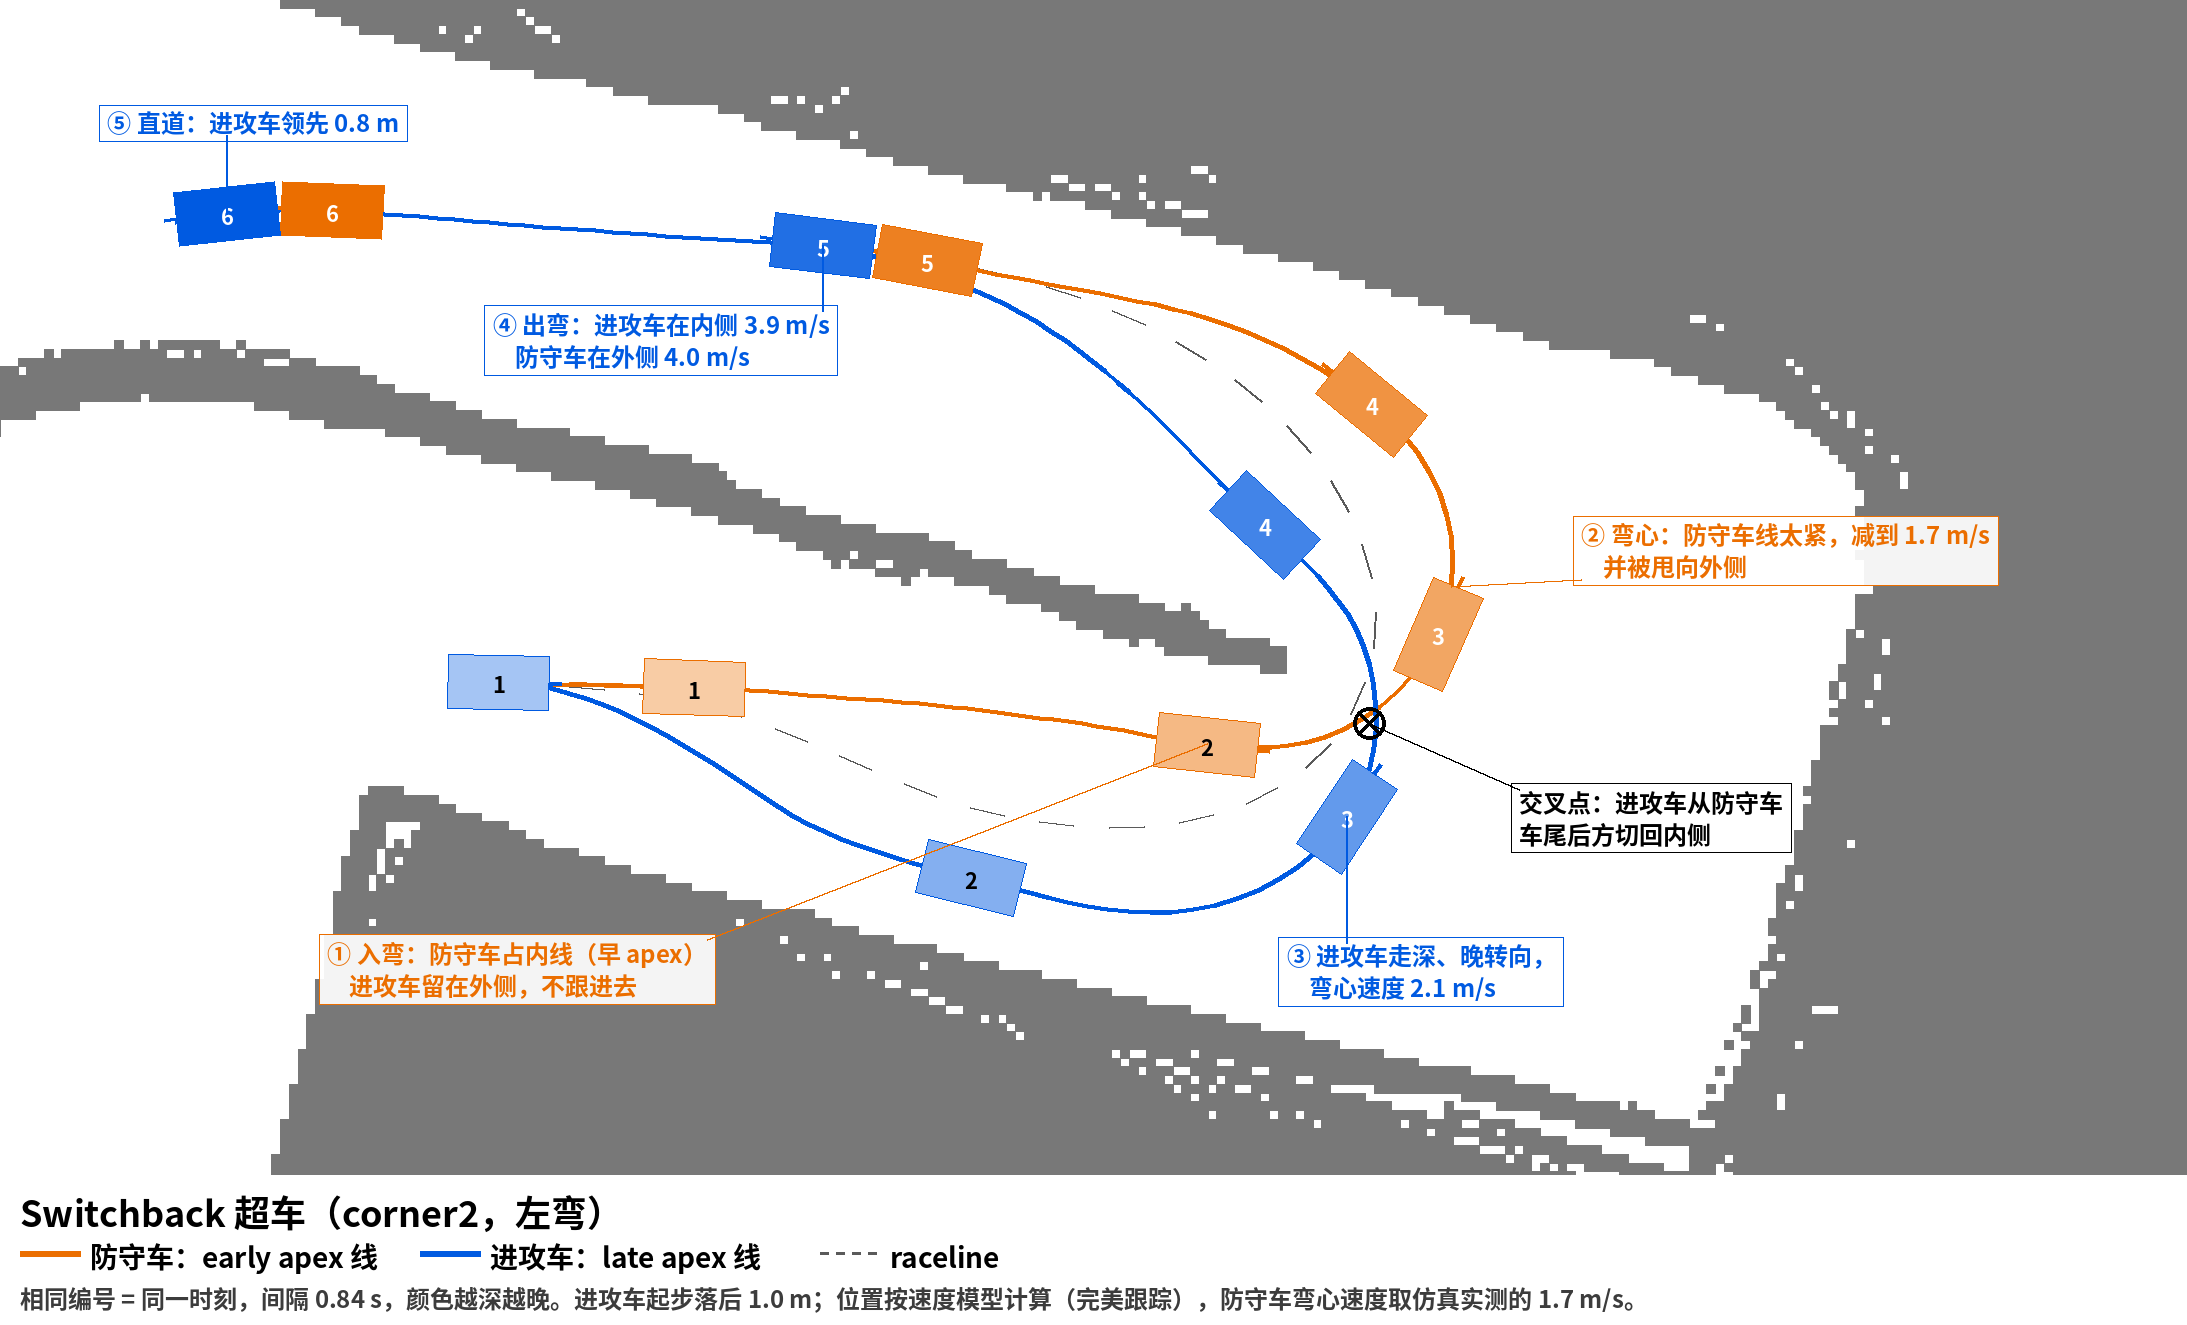 ⑤ 直道：进攻车领先 0.8 m
6
6
5
5
④ 出弯：进攻车在内侧 3.9 m/s
防守车在外侧 4.0 m/s
4
4
② 弯心：防守车线太紧，减到 1.7 m/s
并被甩向外侧
3
1
1
2
交叉点：进攻车从防守车
车尾后方切回内侧
3
2
① 入弯：防守车占内线（早 apex）
进攻车留在外侧，不跟进去
③ 进攻车走深、晚转向，
弯心速度 2.1 m/s
Switchback 超车（corner2，左弯）
防守车：early apex 线
进攻车：late apex 线
raceline
相同编号 = 同一时刻，间隔 0.84 s，颜色越深越晚。进攻车起步落后 1.0 m；位置按速度模型计算（完美跟踪），防守车弯心速度取仿真实测的 1.7 m/s。